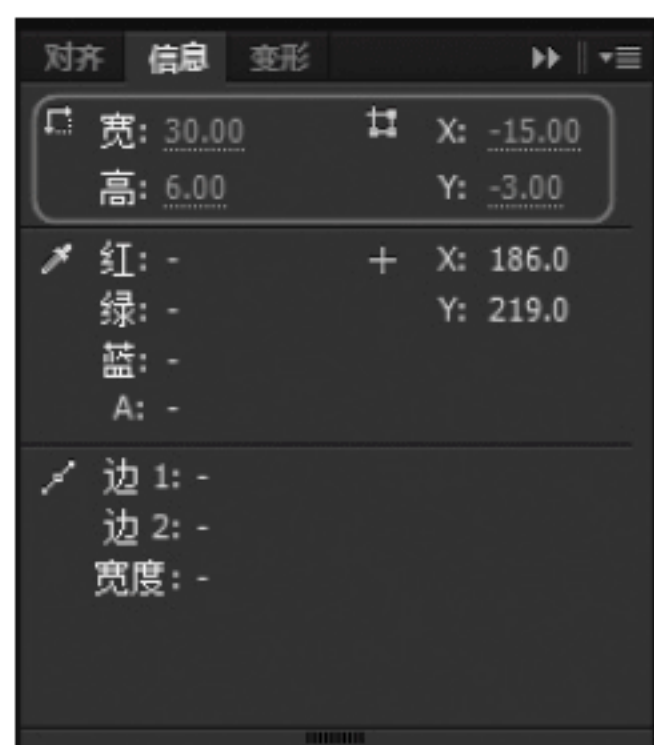 对齐 信息 变形
宽: 30.00 X: -15.00
高: 6.00 Y: -3.00
红: - X: 186.0
绿: - Y: 219.0
蓝: -
A: -
边 1: -
边 2: -
宽度: -